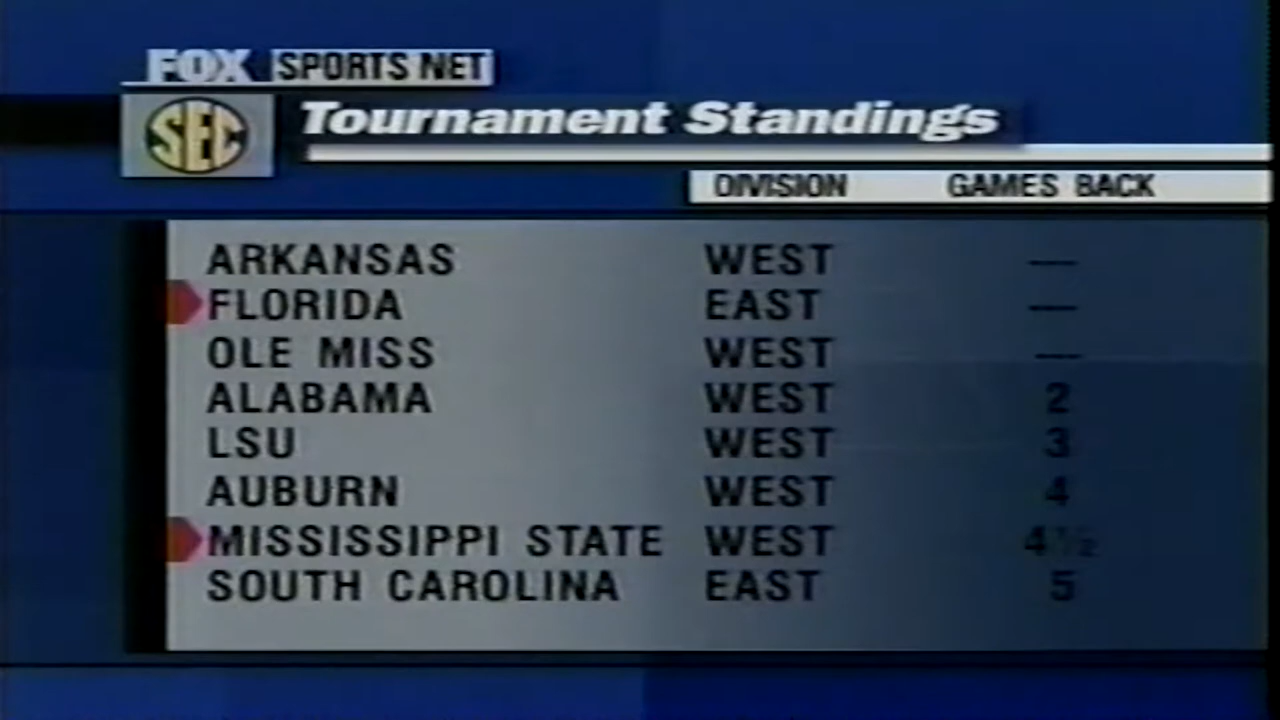 FOX SPORTS NET
SEC Tournament Standings
DIVISION GAMES BACK
ARKANSAS WEST —
FLORIDA EAST —
OLE MISS WEST —
ALABAMA WEST 2
LSU WEST 3
AUBURN WEST 4
MISSISSIPPI STATE WEST 4½
SOUTH CAROLINA EAST 5